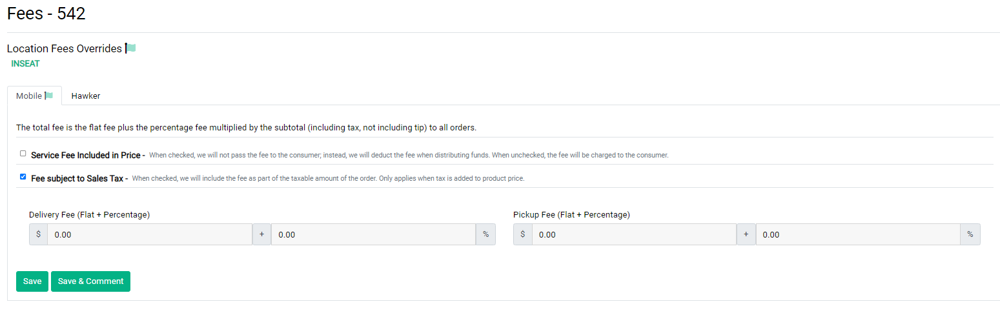 Fees - 542
Location Fees Overrides
INSEAT
Mobile Hawker
The total fee is the flat fee plus the percentage fee multiplied by the subtotal (including tax, not including tip) to all orders.
Service Fee Included in Price - When checked, we will not pass the fee to the consumer; instead, we will deduct the fee when distributing funds. When unchecked, the fee will be charged to the consumer.
Fee subject to Sales Tax - When checked, we will include the fee as part of the taxable amount of the order. Only applies when tax is added to product price.
Delivery Fee (Flat + Percentage) Pickup Fee (Flat + Percentage)
$ 0.00 + 0.00 % $ 0.00 + 0.00 %
Save Save & Comment